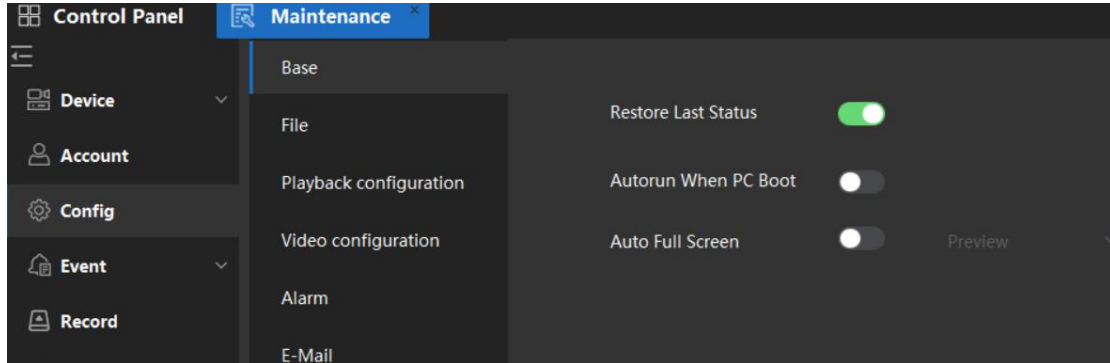 Control Panel
Maintenance ×
Device
Account
Config
Event
Record
Base
File
Playback configuration
Video configuration
Alarm
E-Mail
Restore Last Status
Autorun When PC Boot
Auto Full Screen Preview